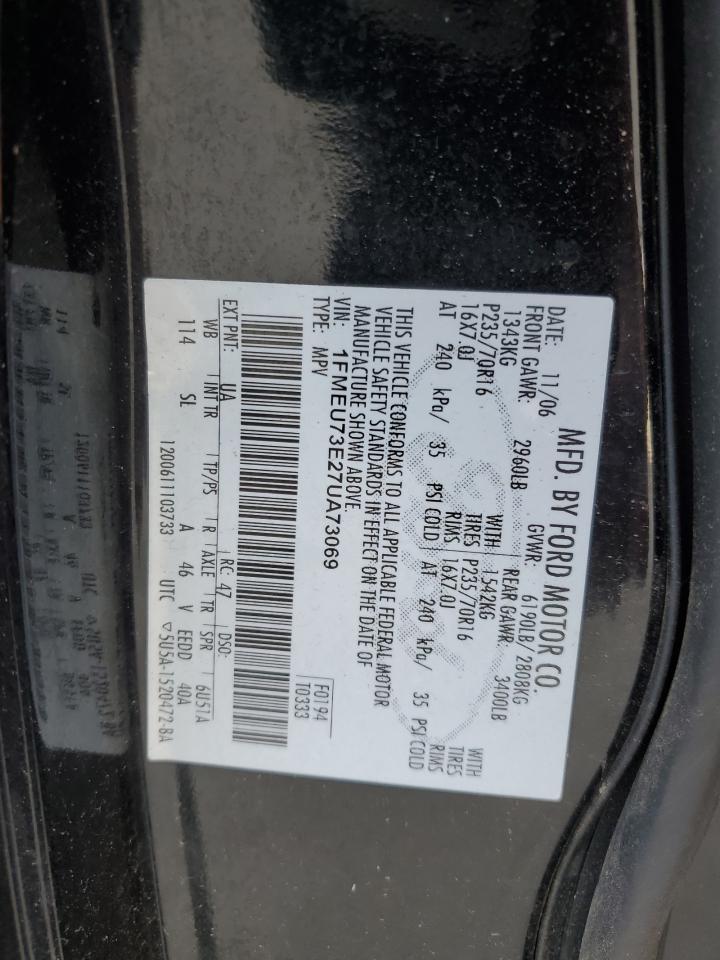 MFD. BY FORD MOTOR CO.
DATE: 11/06 GVWR: 6190LB/ 2808KG
FRONT GAWR: 2960LB REAR GAWR: 3400LB
1343KG WITH 1542KG WITH
P235/70R16 TIRES P235/70R16 TIRES
16X7.0J RIMS 16X7.0J RIMS
AT 240 kPa/ 35 PSI COLD AT 240 kPa/ 35 PSI COLD
THIS VEHICLE CONFORMS TO ALL APPLICABLE FEDERAL MOTOR
VEHICLE SAFETY STANDARDS IN EFFECT ON THE DATE OF
MANUFACTURE SHOWN ABOVE.
VIN: 1FMEU73E27UA73069 F0194
TYPE: MPV T0333
EXT PNT: UA RC: 47 DSO:
WB INT TR TP/PS R AXLE TR SPR 6U51A
114 SL A 46 V EEDD 40A
1200611103733 UTC ▽5U5A-1520472-BA